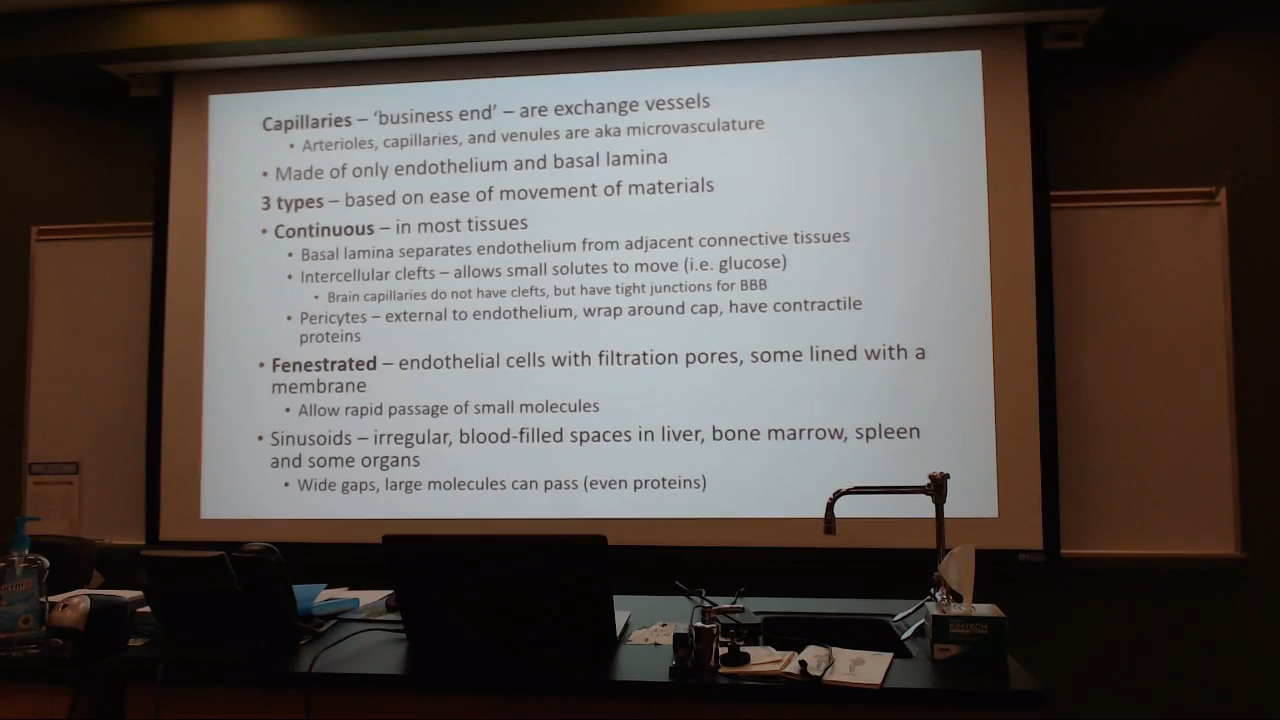 Capillaries – 'business end' – are exchange vessels
• Arterioles, capillaries, and venules are aka microvasculature
• Made of only endothelium and basal lamina
3 types – based on ease of movement of materials
• Continuous – in most tissues
• Basal lamina separates endothelium from adjacent connective tissues
• Intercellular clefts – allows small solutes to move (i.e. glucose)
• Brain capillaries do not have clefts, but have tight junctions for BBB
• Pericytes – external to endothelium, wrap around cap, have contractile
proteins
• Fenestrated – endothelial cells with filtration pores, some lined with a
membrane
• Allow rapid passage of small molecules
• Sinusoids – irregular, blood-filled spaces in liver, bone marrow, spleen
and some organs
• Wide gaps, large molecules can pass (even proteins)
KIMTECH